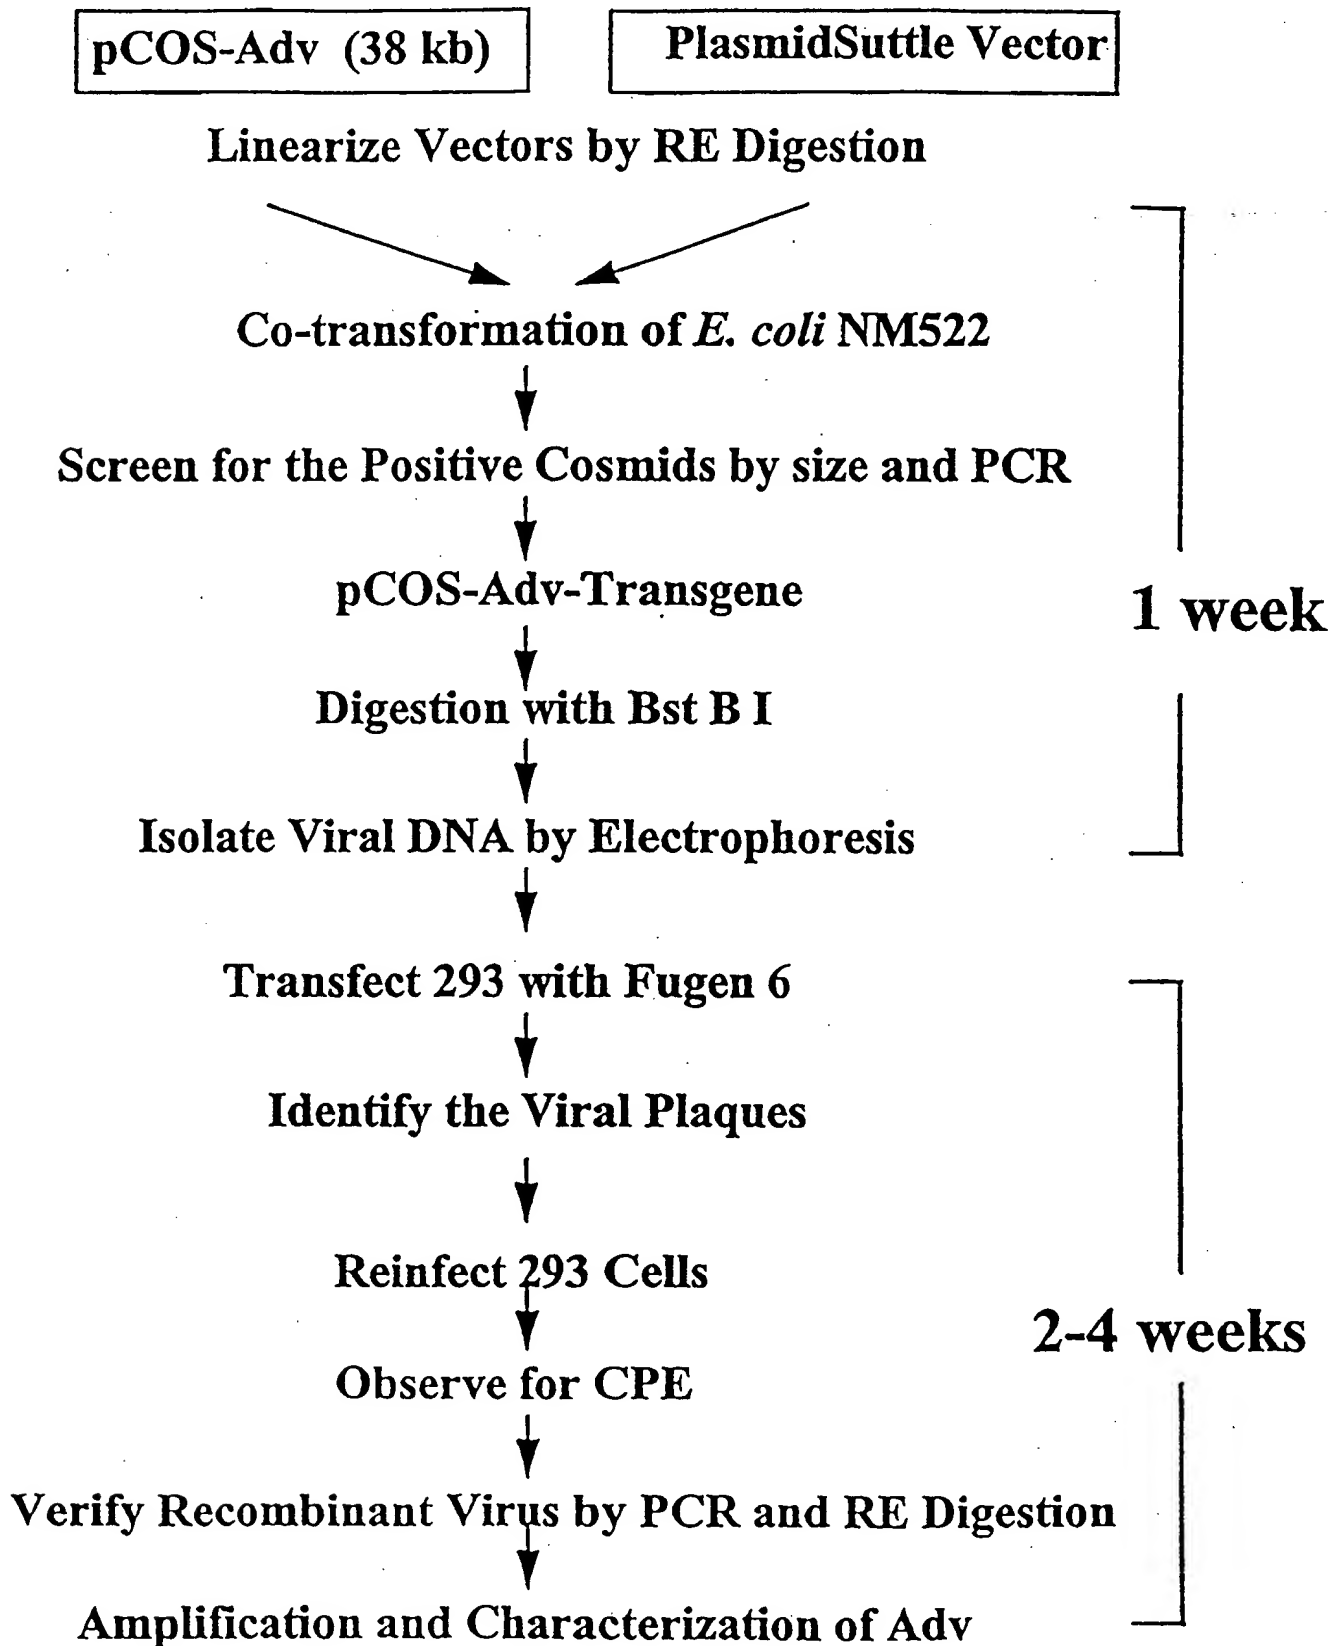 pCOS-Adv (38 kb)
PlasmidSuttle Vector
Linearize Vectors by RE Digestion
Co-transformation of E. coli NM522
Screen for the Positive Cosmids by size and PCR
pCOS-Adv-Transgene
1 week
Digestion with Bst B I
Isolate Viral DNA by Electrophoresis
Transfect 293 with Fugen 6
Identify the Viral Plaques
Reinfect 293 Cells
2-4 weeks
Observe for CPE
Verify Recombinant Virus by PCR and RE Digestion
Amplification and Characterization of Adv